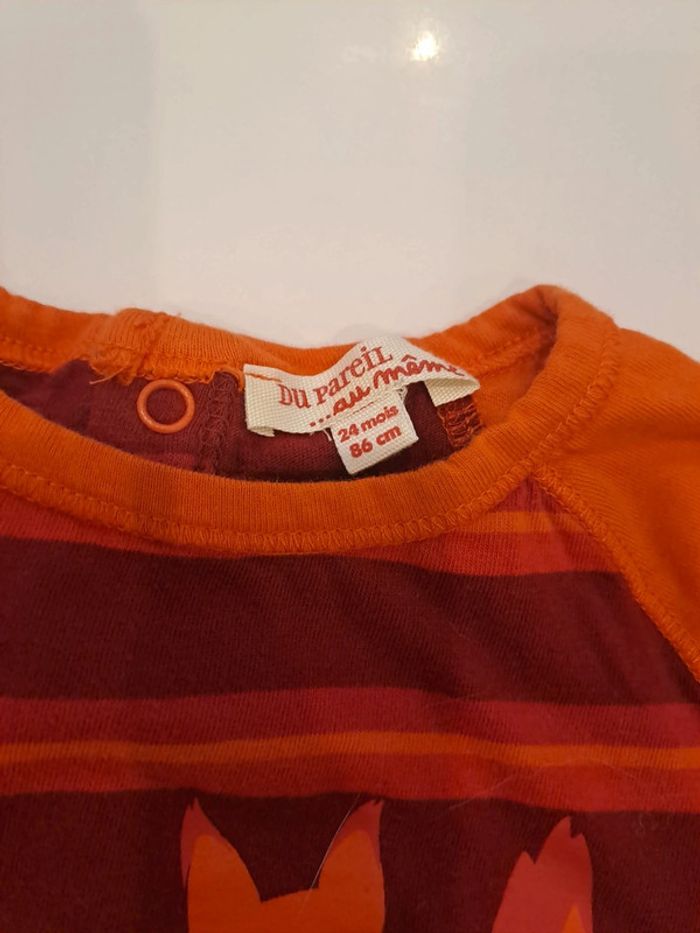 DU PareiL
...au même
24 mois
86 cm